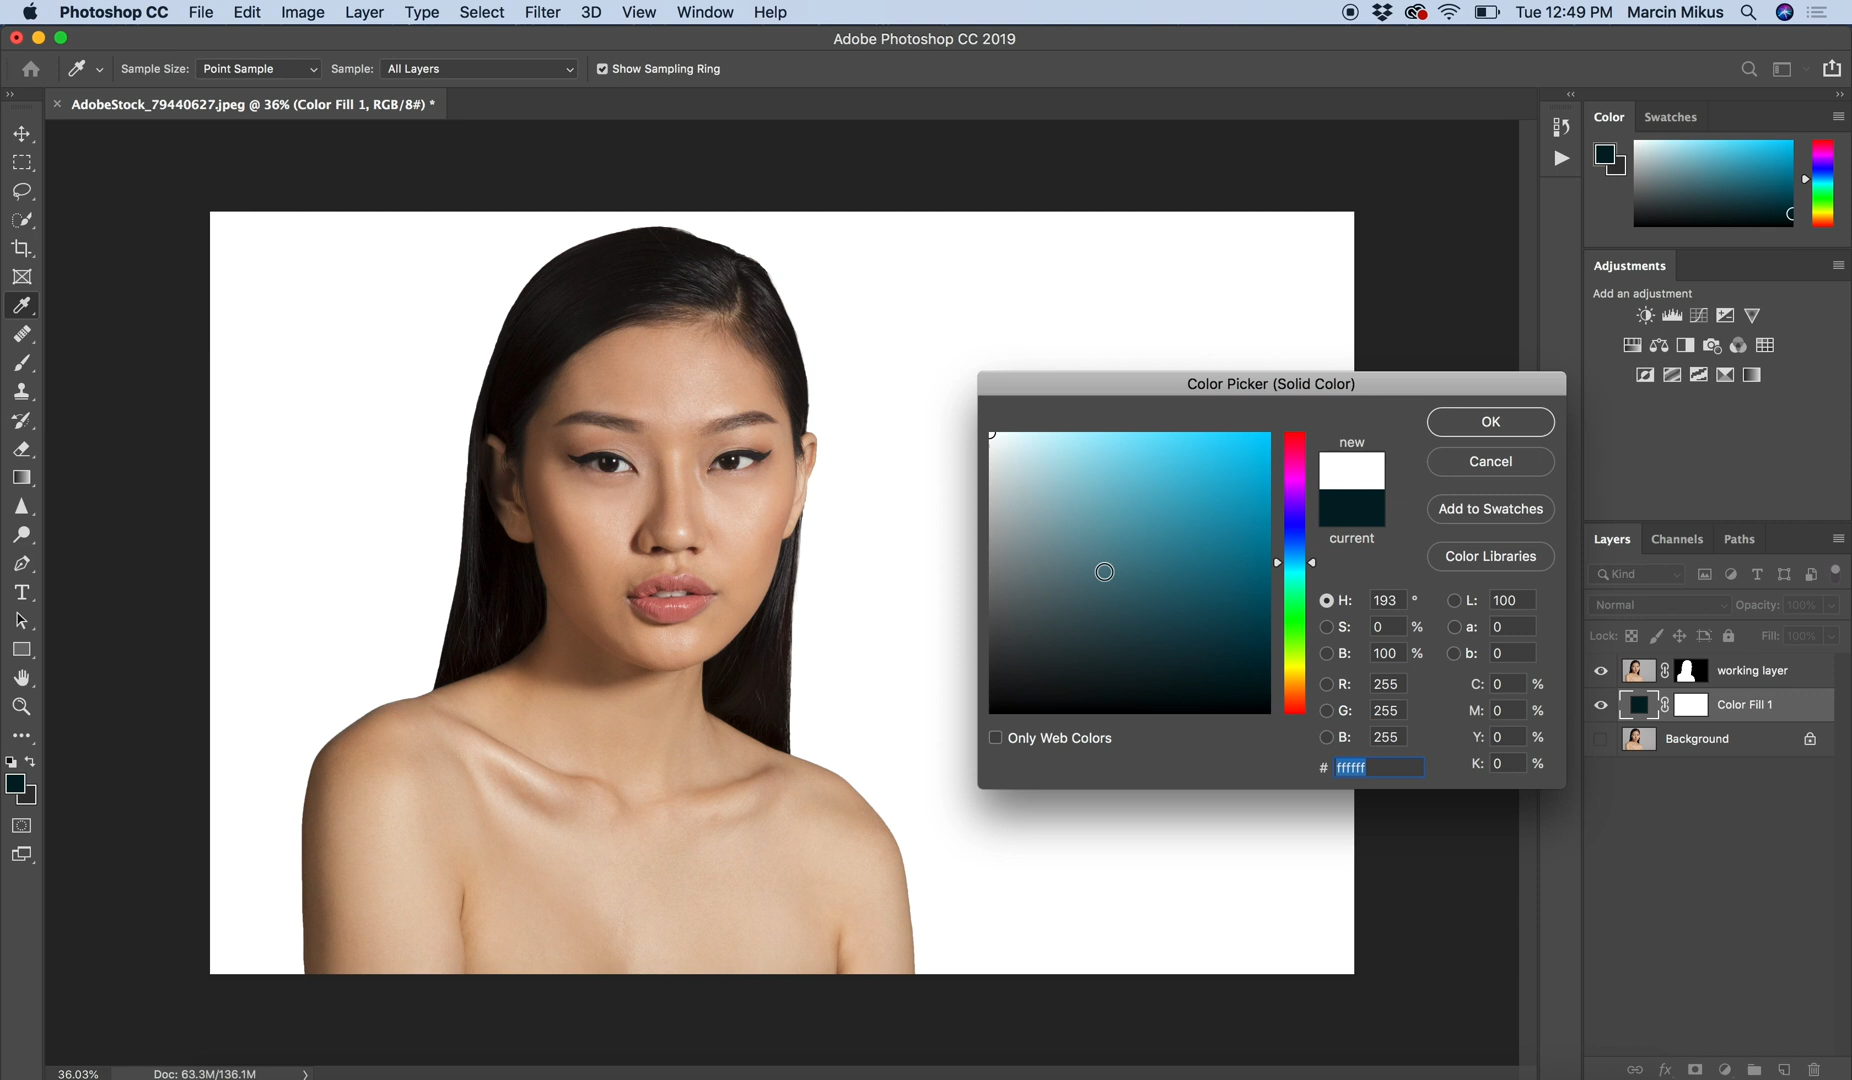 Photoshop CC File Edit Image Layer Type Select Filter 3D View Window Help Tue 12:49 PM Marcin Mikus
Adobe Photoshop CC 2019
Sample Size: Point Sample Sample: All Layers Show Sampling Ring
AdobeStock_79440627.jpeg @ 36% (Color Fill 1, RGB/8#) *
Color Swatches
Adjustments
Add an adjustment
Color Picker (Solid Color)
new
current
OK
Cancel
Add to Swatches
Color Libraries
H: 193 ° L: 100
S: 0 % a: 0
B: 100 % b: 0
R: 255 C: 0 %
G: 255 M: 0 %
B: 255 Y: 0 %
# ffffff K: 0 %
Only Web Colors
Layers Channels Paths
Kind
Normal Opacity: 100%
Lock: Fill: 100%
working layer
Color Fill 1
Background
fx
36.03% Doc: 63.3M/136.1M